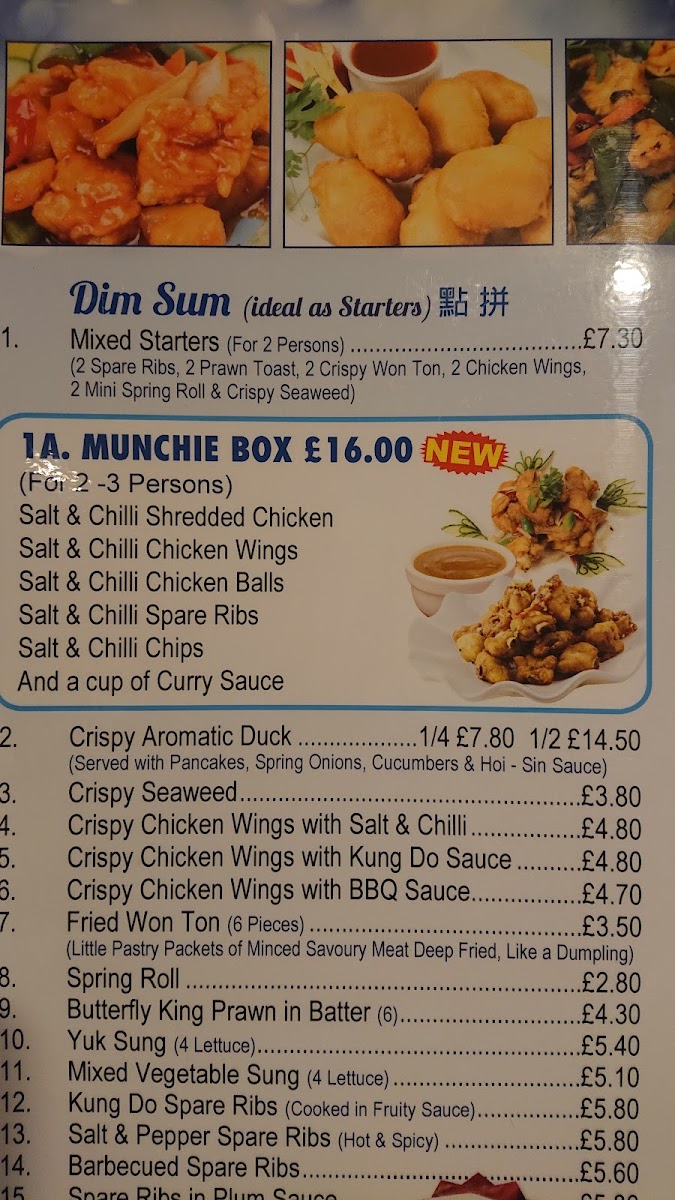 Dim Sum (ideal as Starters) 點拼
1. Mixed Starters (For 2 Persons) ................................... £7.30
(2 Spare Ribs, 2 Prawn Toast, 2 Crispy Won Ton, 2 Chicken Wings,
2 Mini Spring Roll & Crispy Seaweed)
1A. MUNCHIE BOX £16.00 NEW
(For 2 -3 Persons)
Salt & Chilli Shredded Chicken
Salt & Chilli Chicken Wings
Salt & Chilli Chicken Balls
Salt & Chilli Spare Ribs
Salt & Chilli Chips
And a cup of Curry Sauce
2. Crispy Aromatic Duck .................. 1/4 £7.80 1/2 £14.50
(Served with Pancakes, Spring Onions, Cucumbers & Hoi - Sin Sauce)
3. Crispy Seaweed .................................................... £3.80
4. Crispy Chicken Wings with Salt & Chilli ................. £4.80
5. Crispy Chicken Wings with Kung Do Sauce .......... £4.80
6. Crispy Chicken Wings with BBQ Sauce ................. £4.70
7. Fried Won Ton (6 Pieces) .......................................... £3.50
(Little Pastry Packets of Minced Savoury Meat Deep Fried, Like a Dumpling)
8. Spring Roll ............................................................ £2.80
9. Butterfly King Prawn in Batter (6) ............................ £4.30
10. Yuk Sung (4 Lettuce) .................................................. £5.40
11. Mixed Vegetable Sung (4 Lettuce) ............................. £5.10
12. Kung Do Spare Ribs (Cooked in Fruity Sauce) ................ £5.80
13. Salt & Pepper Spare Ribs (Hot & Spicy) ..................... £5.80
14. Barbecued Spare Ribs ........................................... £5.60
15. Spare Ribs in Plum Sauce